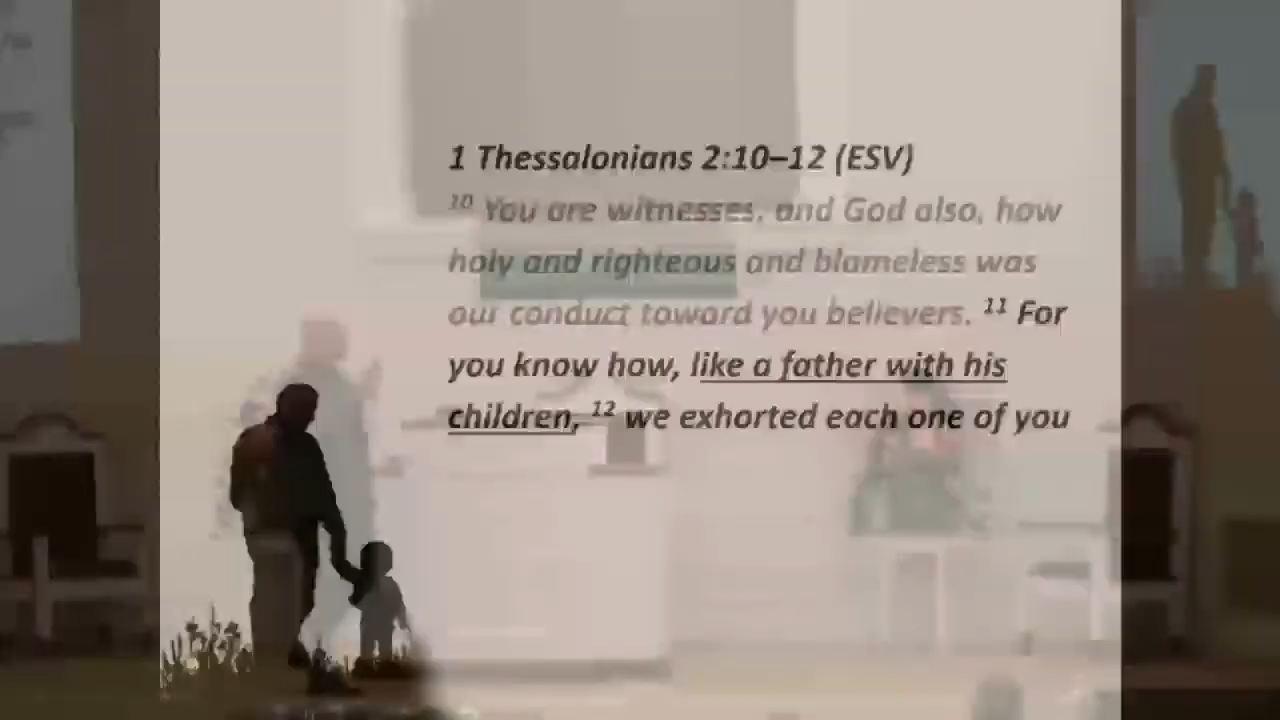 1 Thessalonians 2:10–12 (ESV)
10 You are witnesses, and God also, how
holy and righteous and blameless was
our conduct toward you believers. 11 For
you know how, like a father with his
children, 12 we exhorted each one of you